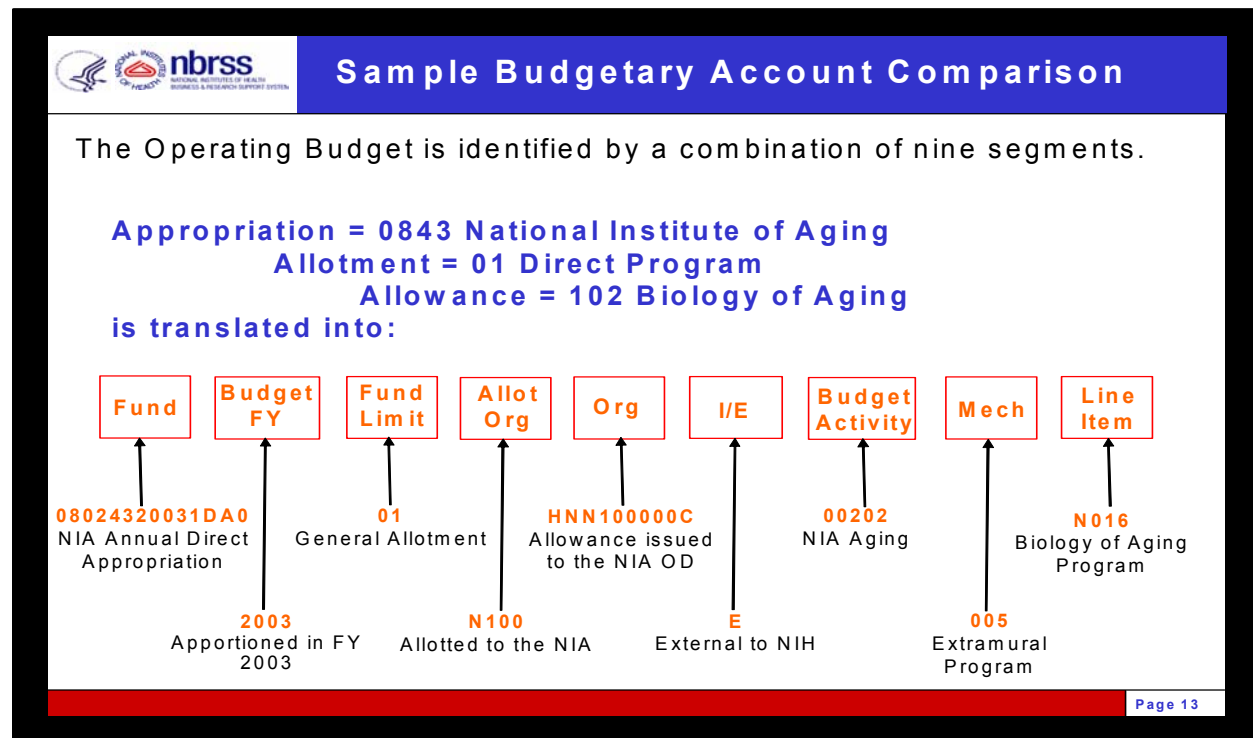 nbrss
NATIONAL INSTITUTES OF HEALTH
BUSINESS & RESEARCH SUPPORT SYSTEM
Sample Budgetary Account Comparison
The Operating Budget is identified by a combination of nine segments.
Appropriation = 0843 National Institute of Aging
Allotment = 01 Direct Program
Allowance = 102 Biology of Aging
is translated into:
Fund
Budget
FY
Fund
Limit
Allot
Org
Org
I/E
Budget
Activity
Mech
Line
Item
08024320031DA0
NIA Annual Direct
Appropriation
01
General Allotment
HNN100000C
Allowance issued
to the NIA OD
00202
NIA Aging
N016
Biology of Aging
Program
2003
Apportioned in FY
2003
N100
Allotted to the NIA
E
External to NIH
005
Extramural
Program
Page 13